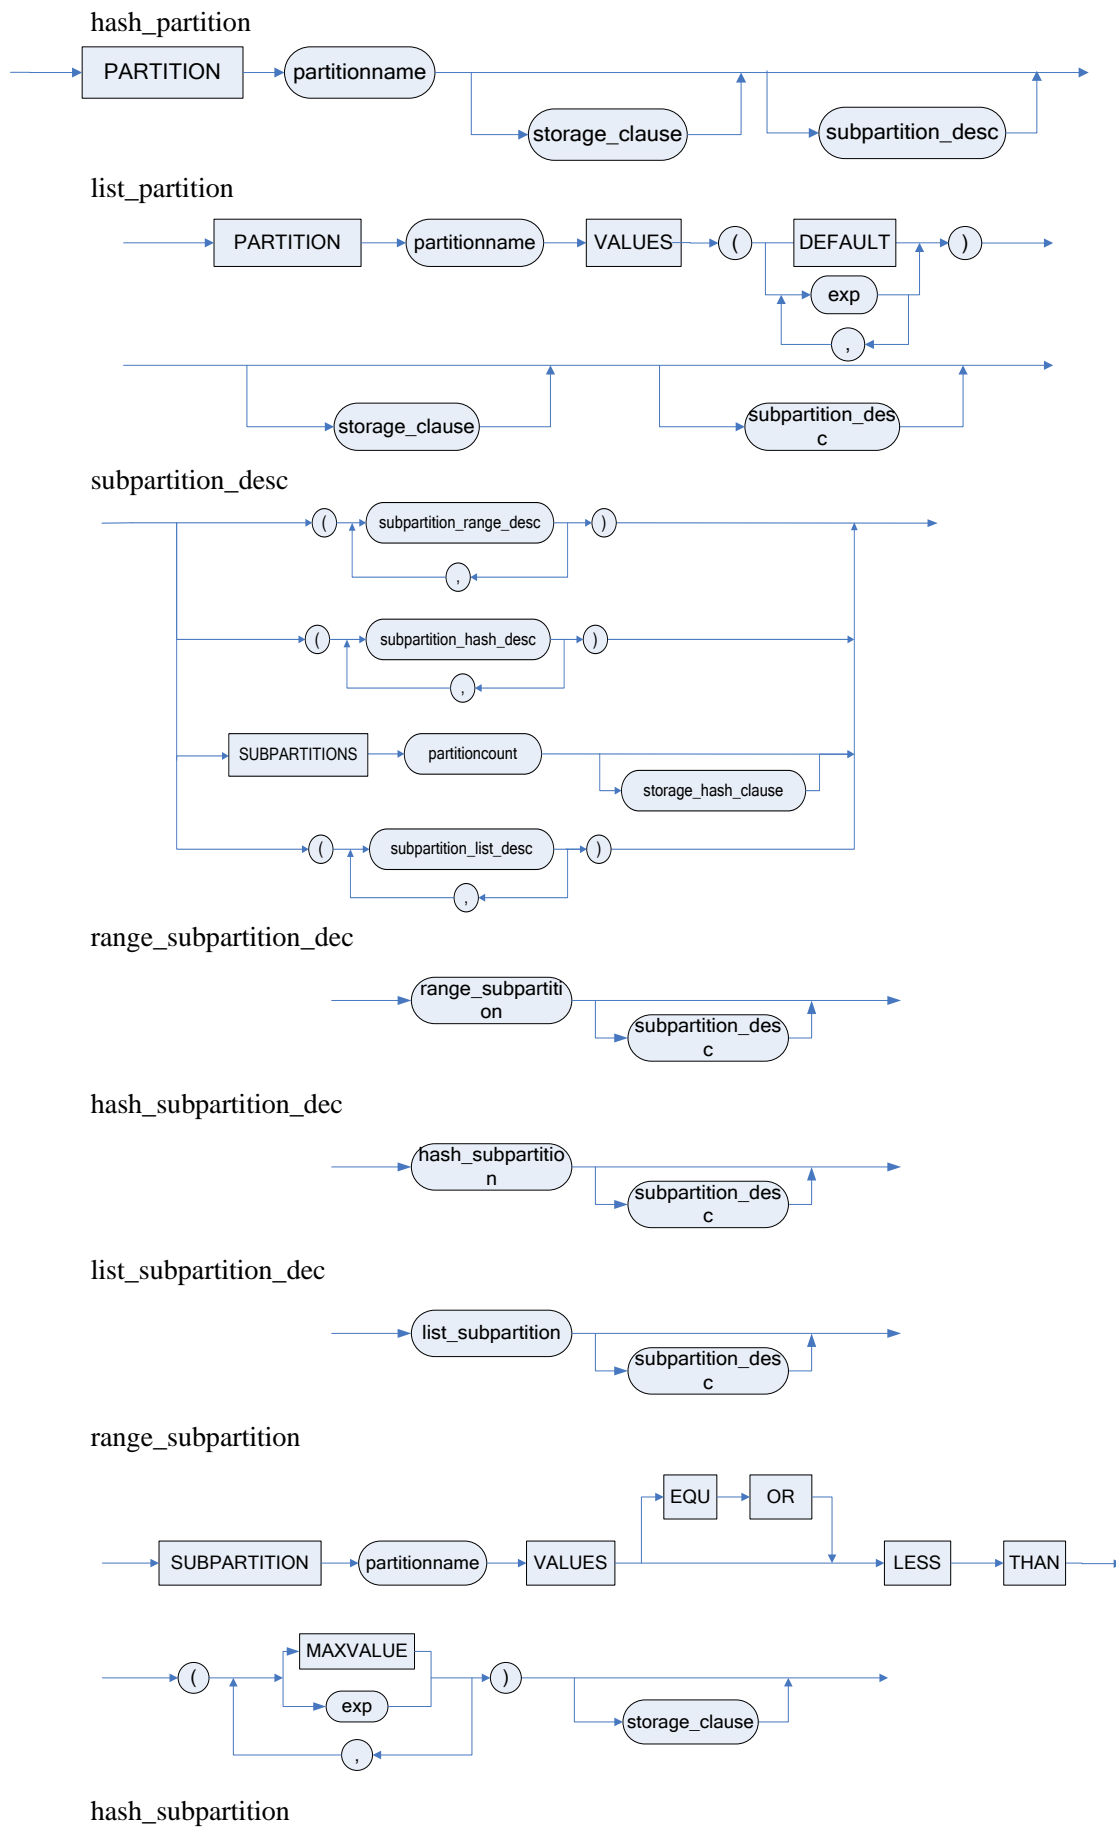 hash_partition
PARTITION partitionname
storage_clause subpartition_desc
list_partition
PARTITION partitionname VALUES ( DEFAULT )
exp
,
storage_clause subpartition_des
c
subpartition_desc
( subpartition_range_desc )
,
( subpartition_hash_desc )
,
SUBPARTITIONS partitioncount
storage_hash_clause
( subpartition_list_desc )
,
range_subpartition_dec
range_subpartiti
on
subpartition_des
c
hash_subpartition_dec
hash_subpartitio
n
subpartition_des
c
list_subpartition_dec
list_subpartition
subpartition_des
c
range_subpartition
EQU OR
SUBPARTITION partitionname VALUES LESS THAN
MAXVALUE
( )
exp storage_clause
,
hash_subpartition